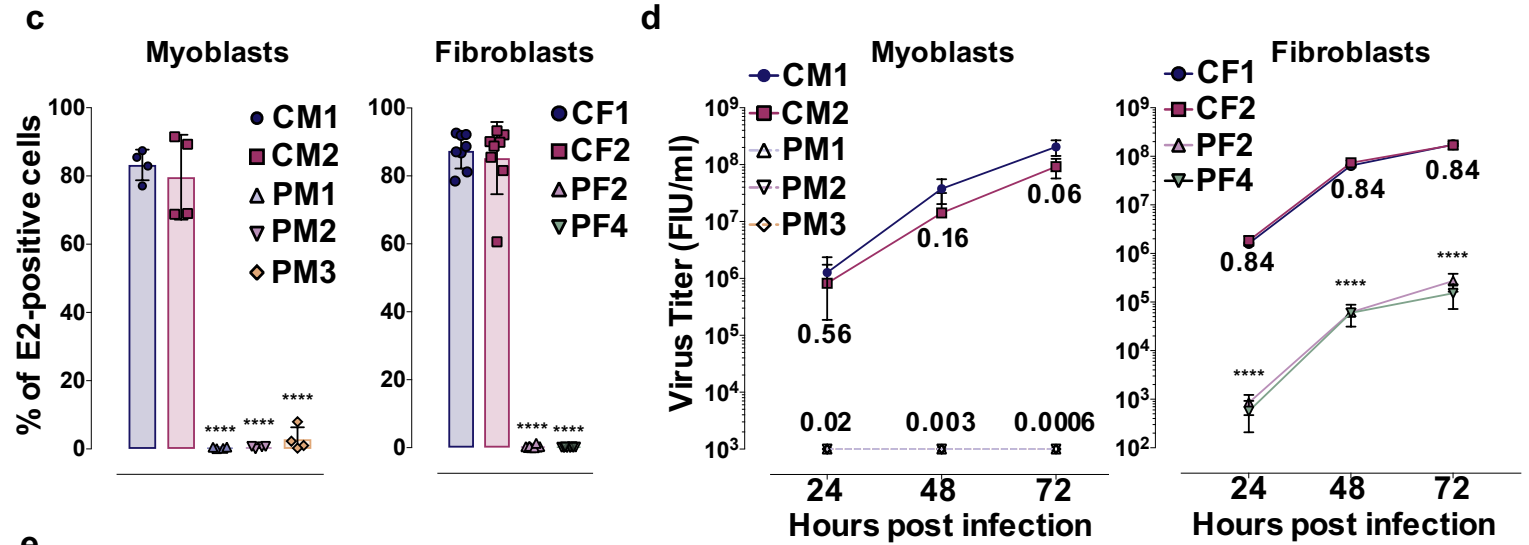 c
Myoblasts
% of E2-positive cells
100
80
60
40
20
0
CM1
CM2
PM1
PM2
PM3
****
****
****
Fibroblasts
100
80
60
40
20
0
CF1
CF2
PF2
PF4
****
****
d
Myoblasts
CM1
CM2
PM1
PM2
PM3
Virus Titer (FIU/ml)
10⁹
10⁸
10⁷
10⁶
10⁵
10⁴
10³
0.56
0.16
0.06
0.02
0.003
0.0006
24
48
72
Hours post infection
Fibroblasts
CF1
CF2
PF2
PF4
10⁹
10⁸
10⁷
10⁶
10⁵
10⁴
10³
10²
0.84
0.84
0.84
****
****
****
24
48
72
Hours post infection